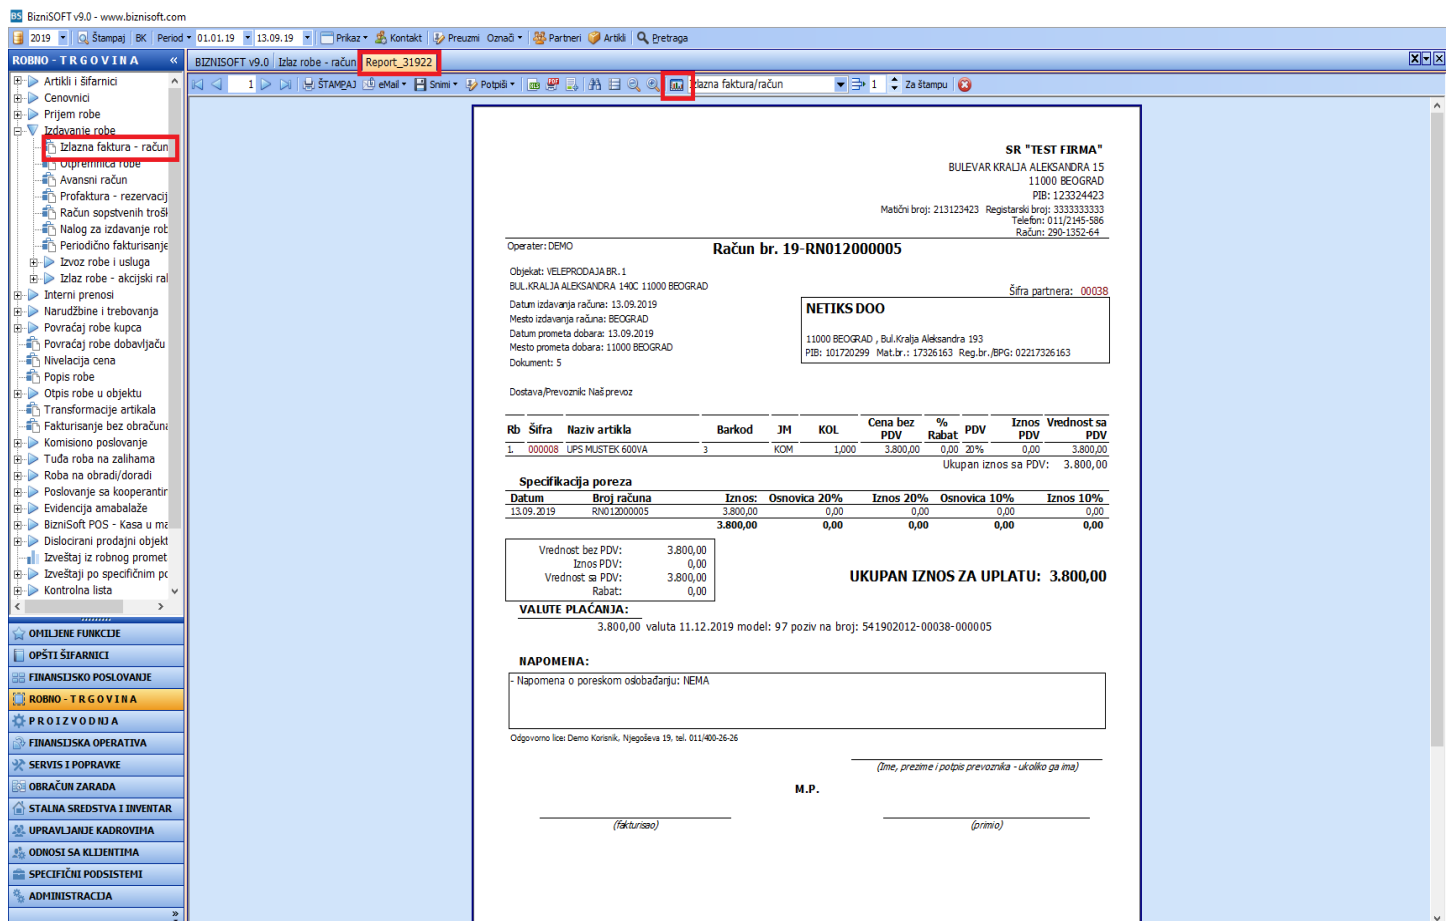 BS BizniSOFT v9.0 - www.biznisoft.com
2019 Štampaj BK Period 01.01.19 13.09.19 Prikaz Kontakt Preuzmi Označi Partneri Artikli Pretraga
ROBNO - T R G O V I N A «
BIZNISOFT v9.0 Izlaz robe - račun Report_31922
1 ŠTAMPAJ eMail Snimi Potpiši Izlazna faktura/račun 1 Za štampu
Artikli i šifarnici
Cenovnici
Prijem robe
Izdavanje robe
Izlazna faktura - račun
Otpremnica robe
Avansni račun
Profaktura - rezervacij
Račun sopstvenih trošk
Nalog za izdavanje rob
Periodično fakturisanje
Izvoz robe i usluga
Izlaz robe - akcijski ral
Interni prenosi
Narudžbine i trebovanja
Povraćaj robe kupca
Povraćaj robe dobavljaču
Nivelacija cena
Popis robe
Otpis robe u objektu
Transformacije artikala
Fakturisanje bez obračuna
Komisiono poslovanje
Tuđa roba na zalihama
Roba na obradi/doradi
Poslovanje sa kooperantir
Evidencija amabalaže
BizniSoft POS - Kasa u ma
Dislocirani prodajni objekt
Izveštaj iz robnog promet
Izveštaji po specifičnim po
Kontrolna lista
OMILJENE FUNKCIJE
OPŠTI ŠIFARNICI
FINANSIJSKO POSLOVANJE
ROBNO - T R G O V I N A
P R O I Z V O D NJ A
FINANSIJSKA OPERATIVA
SERVIS I POPRAVKE
OBRAČUN ZARADA
STALNA SREDSTVA I INVENTAR
UPRAVLJANJE KADROVIMA
ODNOSI SA KLIJENTIMA
SPECIFIČNI PODSISTEMI
ADMINISTRACIJA
»
SR "TEST FIRMA"
BULEVAR KRALJA ALEKSANDRA 15
11000 BEOGRAD
PIB: 123324423
Matični broj: 213123423 Registarski broj: 3333333333
Telefon: 011/2145-586
Račun: 290-1352-64
Operater: DEMO Račun br. 19-RN012000005
Objekat: VELEPRODAJA BR.1
BUL.KRALJA ALEKSANDRA 140C 11000 BEOGRAD
Šifra partnera: 00038
Datum izdavanja računa: 13.09.2019
Mesto izdavanja računa: BEOGRAD
Datum prometa dobara: 13.09.2019
Mesto prometa dobara: 11000 BEOGRAD
Dokument: 5
NETIKS DOO
11000 BEOGRAD , Bul.Kralja Aleksandra 193
PIB: 101720299 Mat.br.: 17326163 Reg.br./BPG: 02217326163
Dostava/Prevoznik: Naš prevoz
Rb Šifra Naziv artikla Barkod JM KOL Cena bez PDV % Rabat PDV Iznos PDV Vrednost sa PDV
1. 000008 UPS MUSTEK 600VA 3 KOM 1,000 3.800,00 0,00 20% 0,00 3.800,00
Ukupan iznos sa PDV: 3.800,00
Specifikacija poreza
Datum Broj računa Iznos: Osnovica 20% Iznos 20% Osnovica 10% Iznos 10%
13.09.2019 RN012000005 3.800,00 0,00 0,00 0,00 0,00
3.800,00 0,00 0,00 0,00 0,00
Vrednost bez PDV: 3.800,00
Iznos PDV: 0,00
Vrednost sa PDV: 3.800,00
Rabat: 0,00
UKUPAN IZNOS ZA UPLATU: 3.800,00
VALUTE PLAĆANJA:
3.800,00 valuta 11.12.2019 model: 97 poziv na broj: 541902012-00038-000005
NAPOMENA:
- Napomena o poreskom oslobađanju: NEMA
Odgovorno lice: Demo Korisnik, Njegoševa 19, tel. 011/400-26-26
(Ime, prezime i potpis prevoznika - ukoliko ga ima)
M.P.
(fakturisao) (primio)